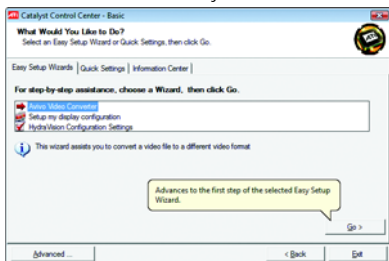 Catalyst Control Center - Basic
What Would You Like to Do?
Select an Easy Setup Wizard or Quick Settings, then click Go.
ATI
Easy Setup Wizards Quick Settings Information Center
For step-by-step assistance, choose a Wizard, then click Go.
Avivo Video Converter
Setup my display configuration
HydraVision Configuration Settings
This wizard assists you to convert a video file to a different video format
Advances to the first step of the selected Easy Setup
Wizard.
Go >
Advanced ... < Back Exit